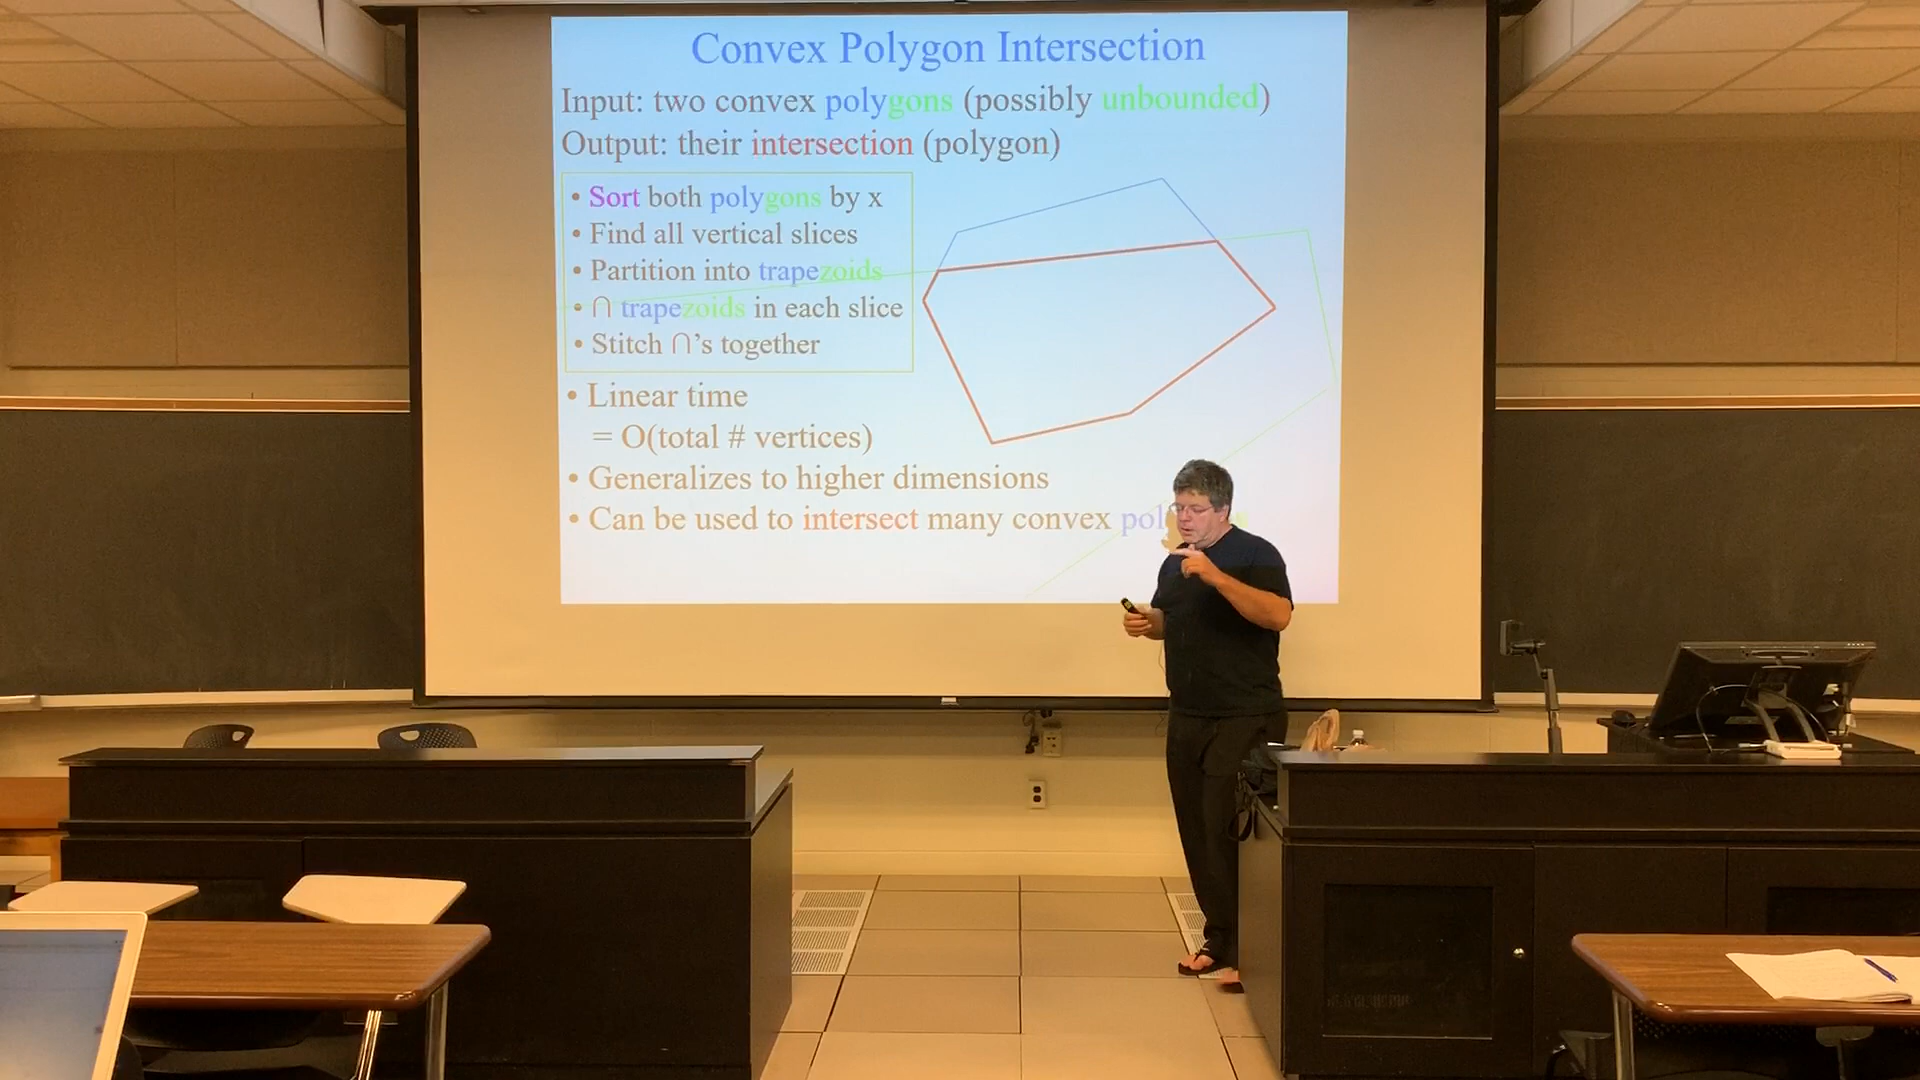 Convex Polygon Intersection
Input: two convex polygons (possibly unbounded)
Output: their intersection (polygon)
• Sort both polygons by x
• Find all vertical slices
• Partition into trapezoids
• ∩ trapezoids in each slice
• Stitch ∩'s together
• Linear time
= O(total # vertices)
• Generalizes to higher dimensions
• Can be used to intersect many convex